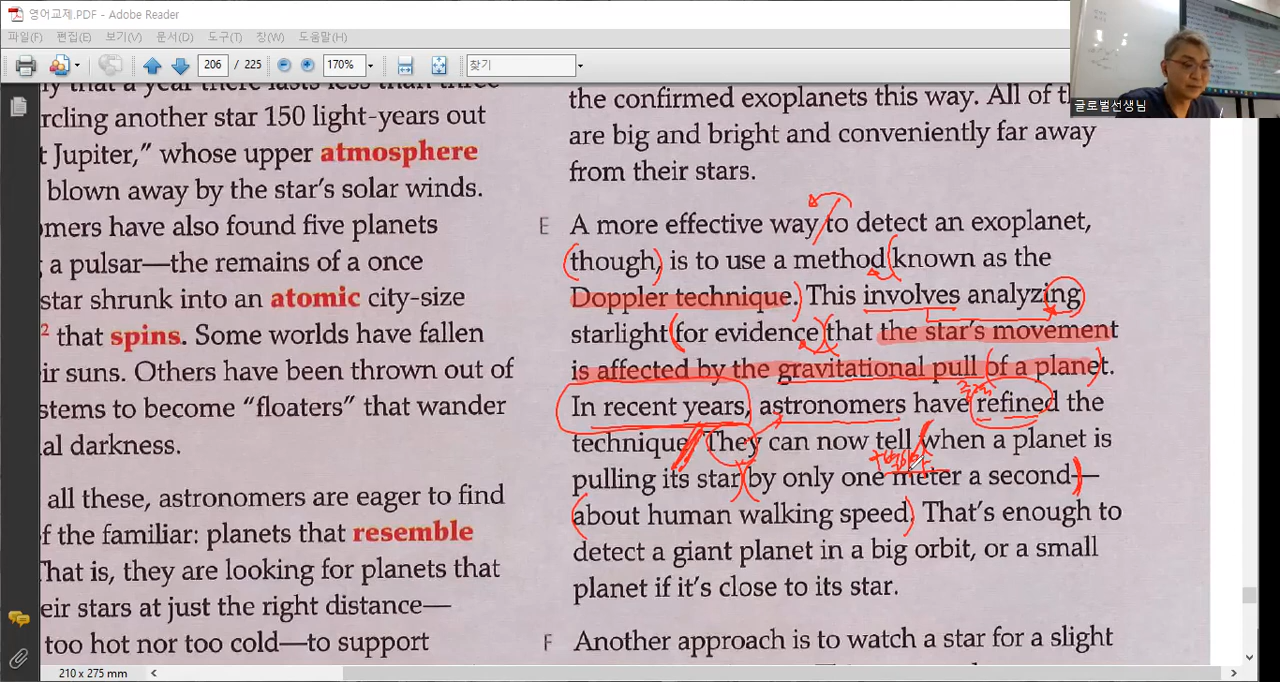 영어교제.PDF - Adobe Reader
파일(F) 편집(E) 보기(V) 문서(D) 도구(T) 창(W) 도움말(H)
206 / 225 170% 찾기
글로벌선생님
ly that a year there lasts less than three
rcling another star 150 light-years out
t Jupiter,” whose upper atmosphere
blown away by the star’s solar winds.
omers have also found five planets
g a pulsar—the remains of a once
star shrunk into an atomic city-size
2 that spins. Some worlds have fallen
eir suns. Others have been thrown out of
stems to become “floaters” that wander
al darkness.
all these, astronomers are eager to find
f the familiar: planets that resemble
That is, they are looking for planets that
eir stars at just the right distance—
too hot nor too cold—to support
the confirmed exoplanets this way. All of
are big and bright and conveniently far away
from their stars.
E A more effective way to detect an exoplanet,
though, is to use a method known as the
Doppler technique. This involves analyzing
starlight for evidence that the star’s movement
is affected by the gravitational pull of a planet.
In recent years, astronomers have refined the
technique. They can now tell when a planet is
pulling its star by only one meter a second—
about human walking speed. That’s enough to
detect a giant planet in a big orbit, or a small
planet if it’s close to its star.
F Another approach is to watch a star for a slight
210 x 275 mm